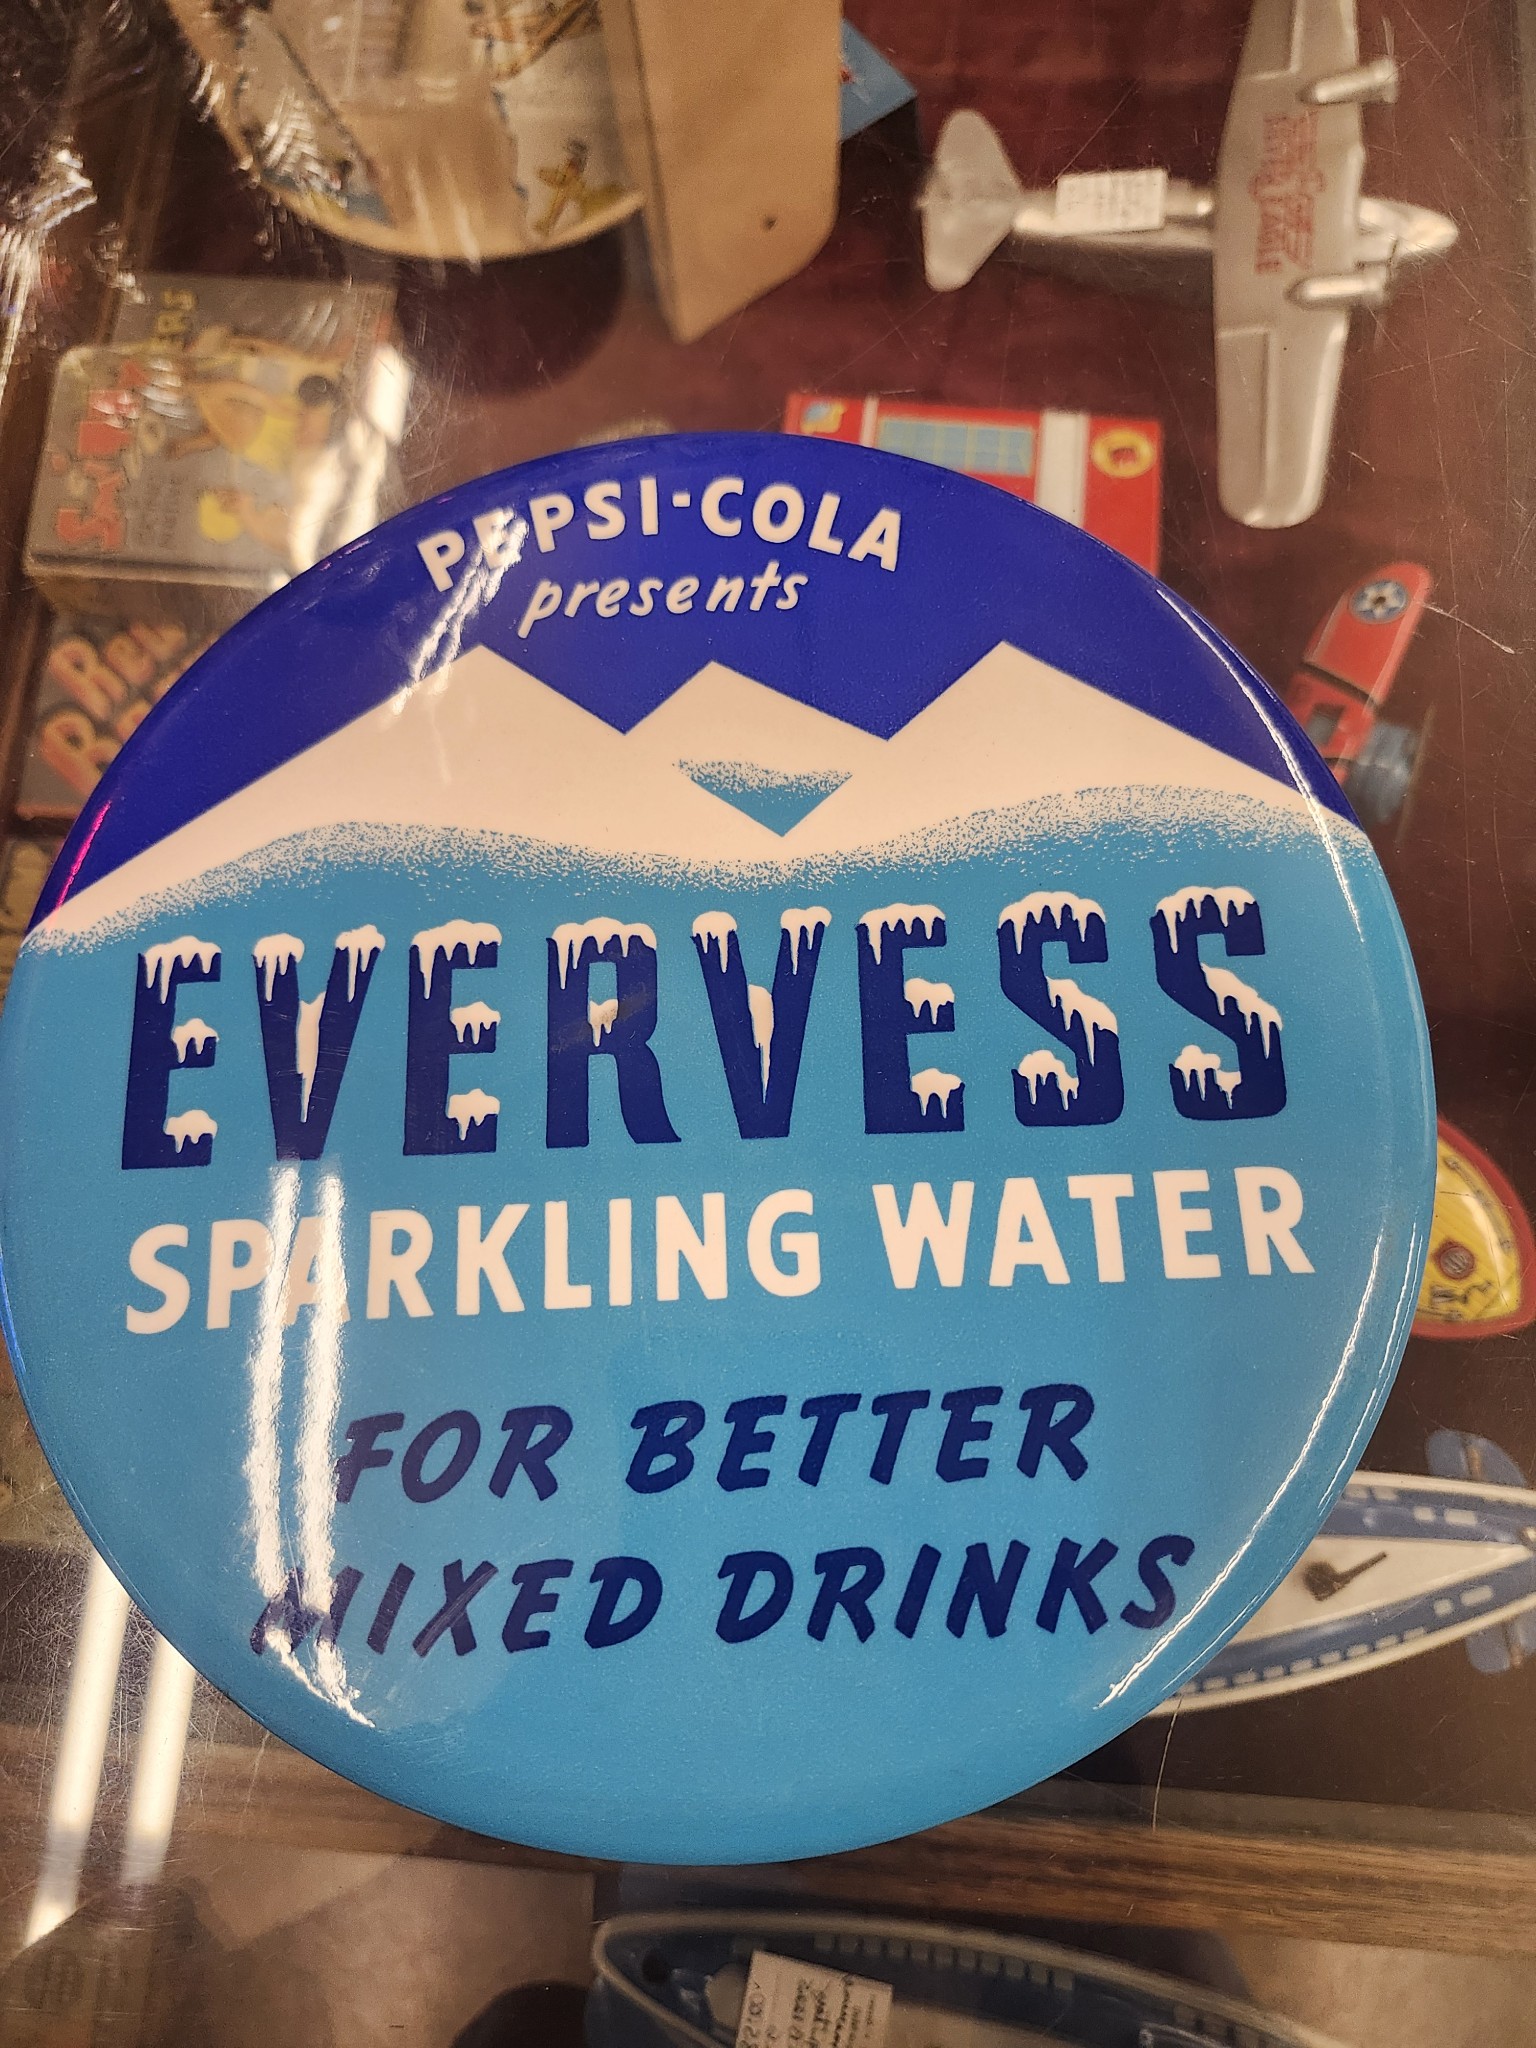 PEPSI-COLA
presents
EVERVESS
SPARKLING WATER
FOR BETTER
MIXED DRINKS